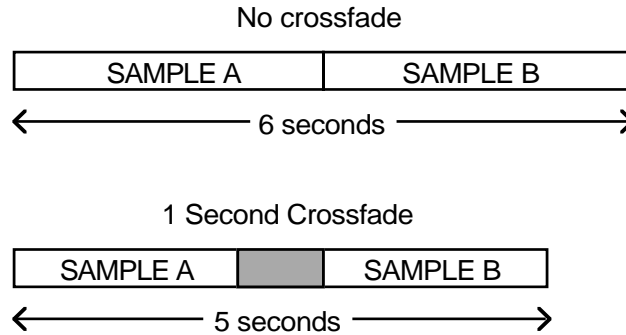 No crossfade
SAMPLE A SAMPLE B
6 seconds
1 Second Crossfade
SAMPLE A SAMPLE B
5 seconds